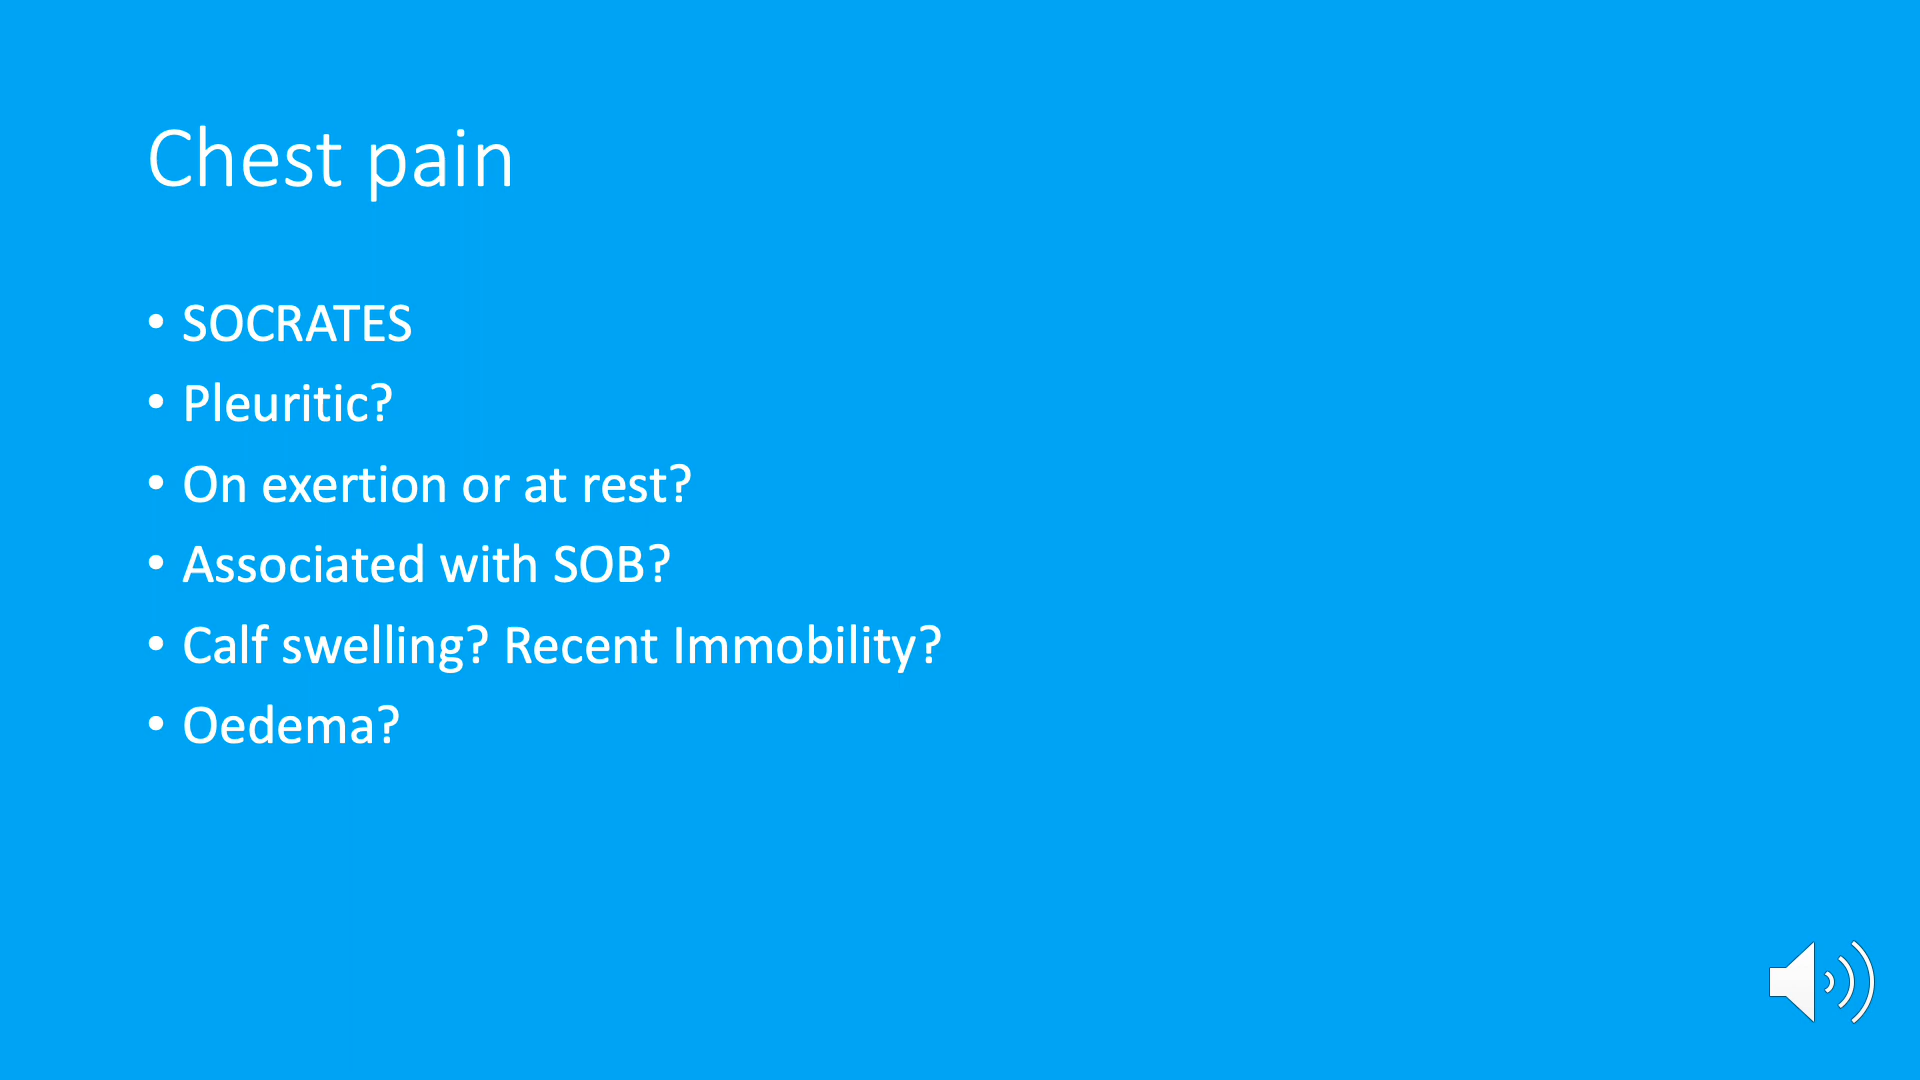 Chest pain
• SOCRATES
• Pleuritic?
• On exertion or at rest?
• Associated with SOB?
• Calf swelling? Recent Immobility?
• Oedema?